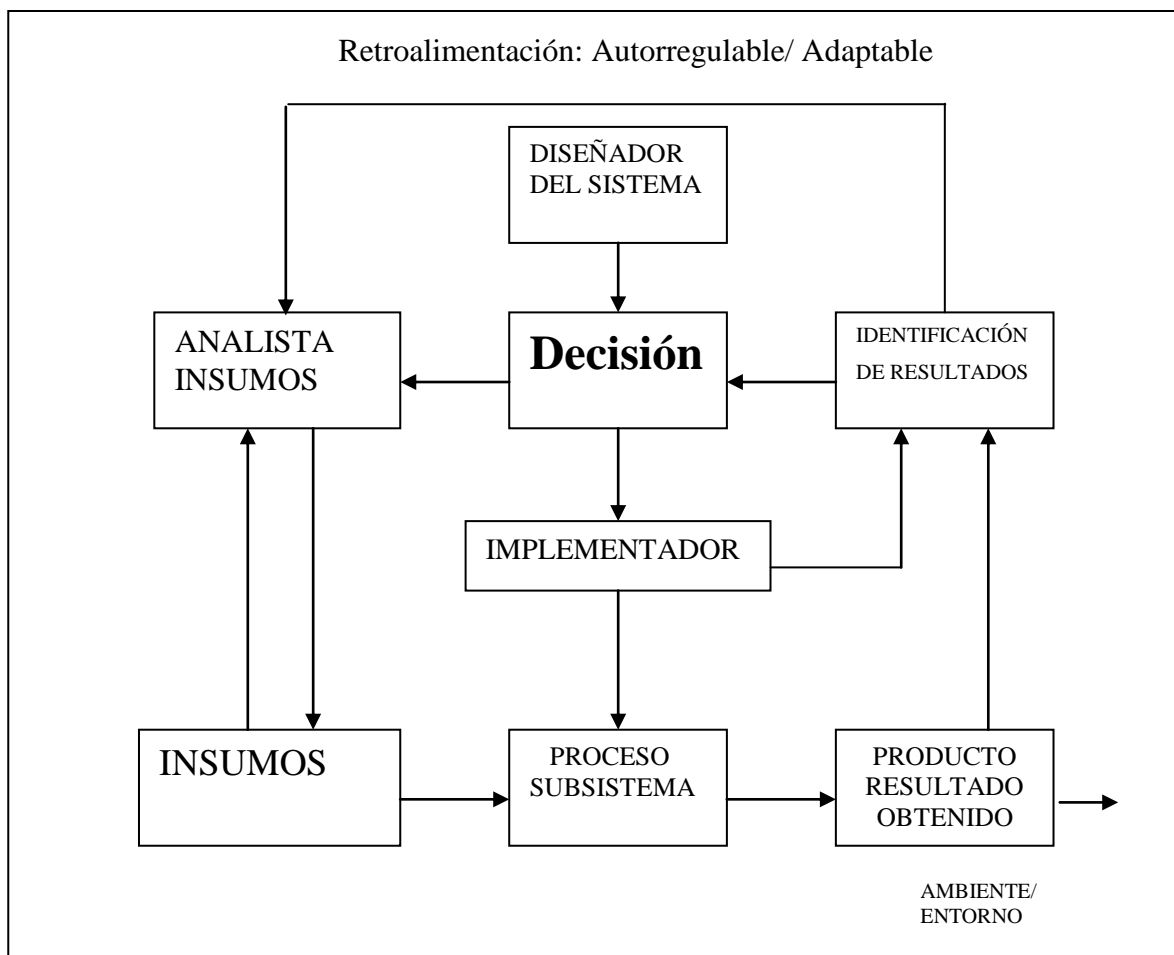 Retroalimentación: Autorregulable/ Adaptable
DISEÑADOR
DEL SISTEMA
ANALISTA
INSUMOS
Decisión
IDENTIFICACIÓN
DE RESULTADOS
IMPLEMENTADOR
INSUMOS
PROCESO
SUBSISTEMA
PRODUCTO
RESULTADO
OBTENIDO
AMBIENTE/
ENTORNO